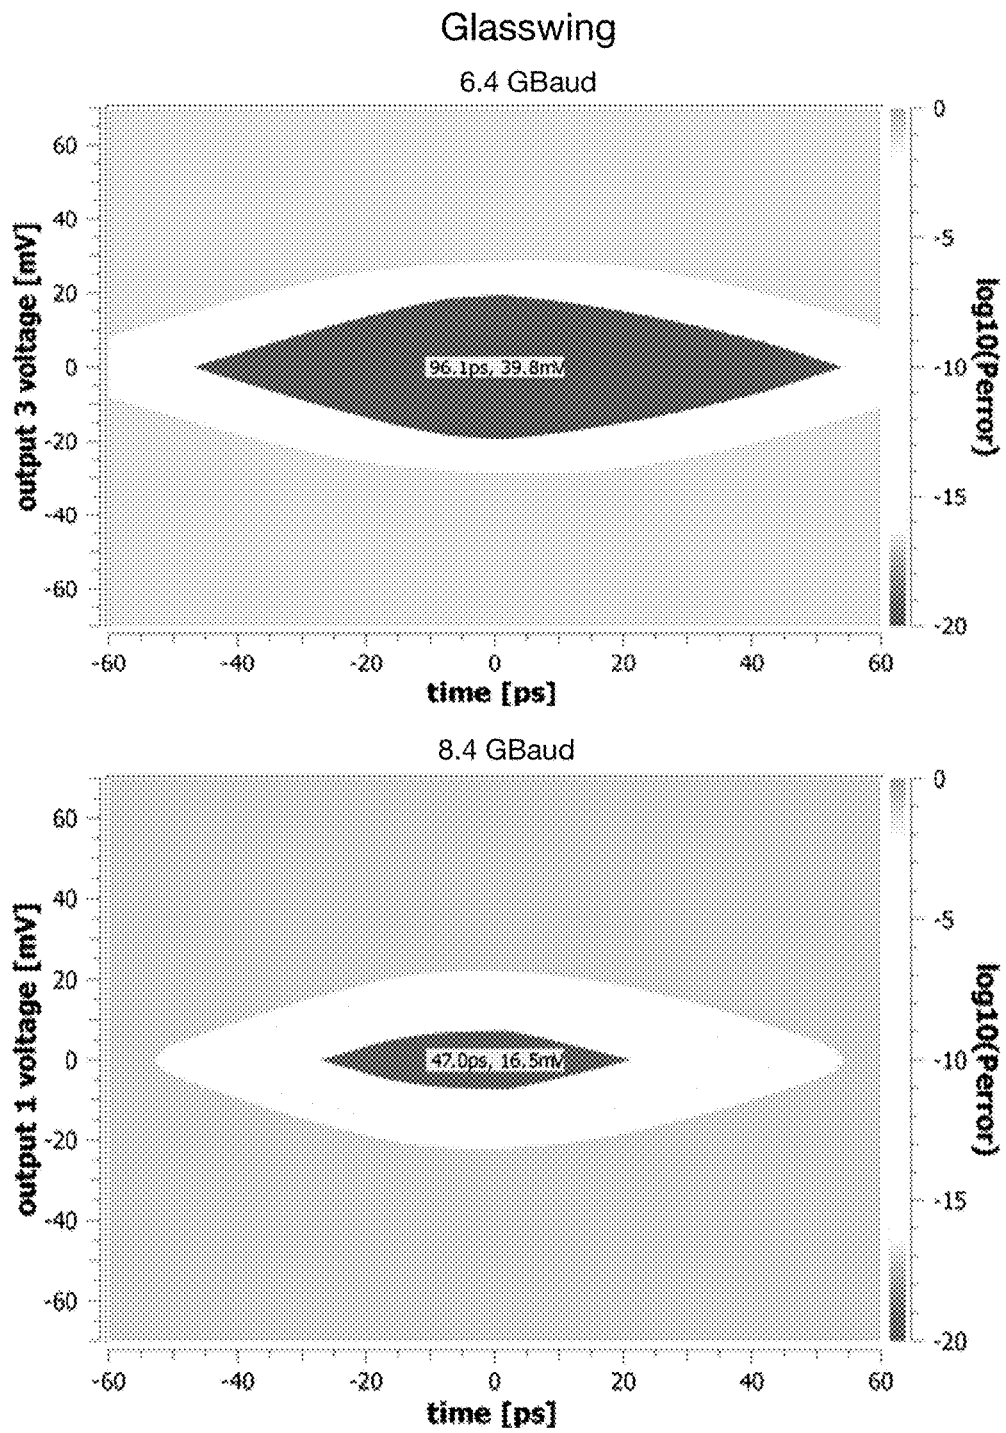 Glasswing
6.4 GBaud
output 3 voltage [mV]
60
40
20
0
-20
-40
-60
96.1ps, 39.8mV
0
-5
-10
-15
-20
log10(Perror)
-60 -40 -20 0 20 40 60
time [ps]
8.4 GBaud
output 1 voltage [mV]
60
40
20
0
-20
-40
-60
47.0ps, 16.5mV
0
-5
-10
-15
-20
log10(Perror)
-60 -40 -20 0 20 40 60
time [ps]